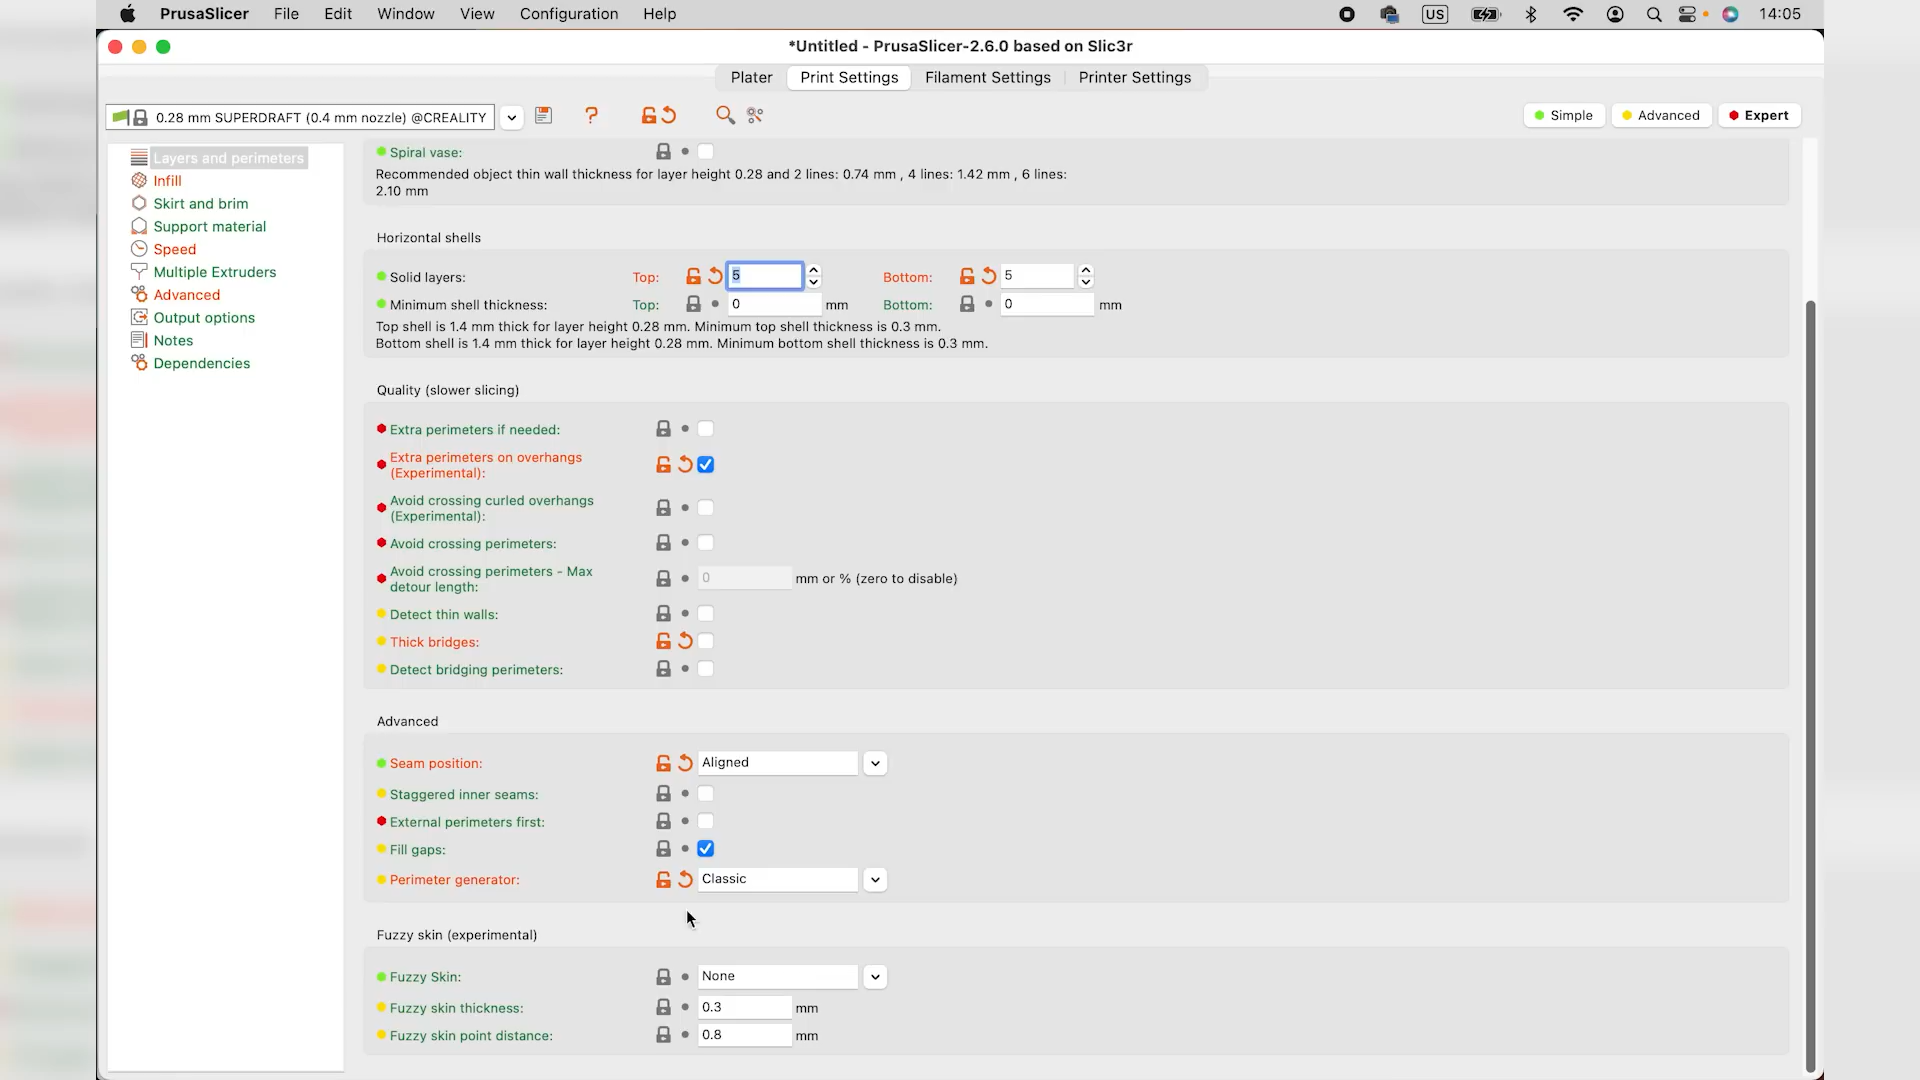 PrusaSlicer File Edit Window View Configuration Help US 14:05
*Untitled - PrusaSlicer-2.6.0 based on Slic3r
Plater Print Settings Filament Settings Printer Settings
0.28 mm SUPERDRAFT (0.4 mm nozzle) @CREALITY ? Simple Advanced Expert
Layers and perimeters
Infill
Skirt and brim
Support material
Speed
Multiple Extruders
Advanced
Output options
Notes
Dependencies
Spiral vase:
Recommended object thin wall thickness for layer height 0.28 and 2 lines: 0.74 mm , 4 lines: 1.42 mm , 6 lines:
2.10 mm
Horizontal shells
Solid layers: Top: 5 Bottom: 5
Minimum shell thickness: Top: 0 mm Bottom: 0 mm
Top shell is 1.4 mm thick for layer height 0.28 mm. Minimum top shell thickness is 0.3 mm.
Bottom shell is 1.4 mm thick for layer height 0.28 mm. Minimum bottom shell thickness is 0.3 mm.
Quality (slower slicing)
Extra perimeters if needed:
Extra perimeters on overhangs
(Experimental):
Avoid crossing curled overhangs
(Experimental):
Avoid crossing perimeters:
Avoid crossing perimeters - Max
detour length: 0 mm or % (zero to disable)
Detect thin walls:
Thick bridges:
Detect bridging perimeters:
Advanced
Seam position: Aligned
Staggered inner seams:
External perimeters first:
Fill gaps:
Perimeter generator: Classic
Fuzzy skin (experimental)
Fuzzy Skin: None
Fuzzy skin thickness: 0.3 mm
Fuzzy skin point distance: 0.8 mm